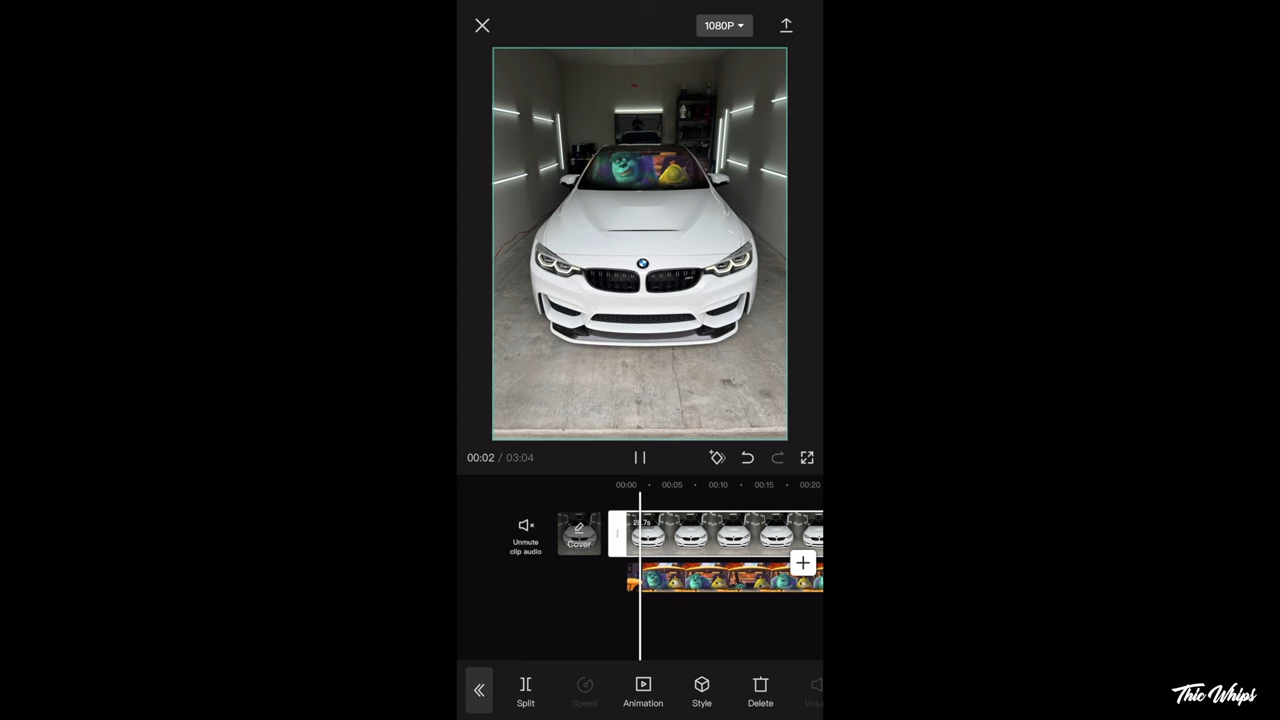 1080P
00:02 / 03:04
00:00
00:05
00:10
00:15
00:20
Unmute
clip audio
Cover
Split
Speed
Animation
Style
Delete
Thic Whips